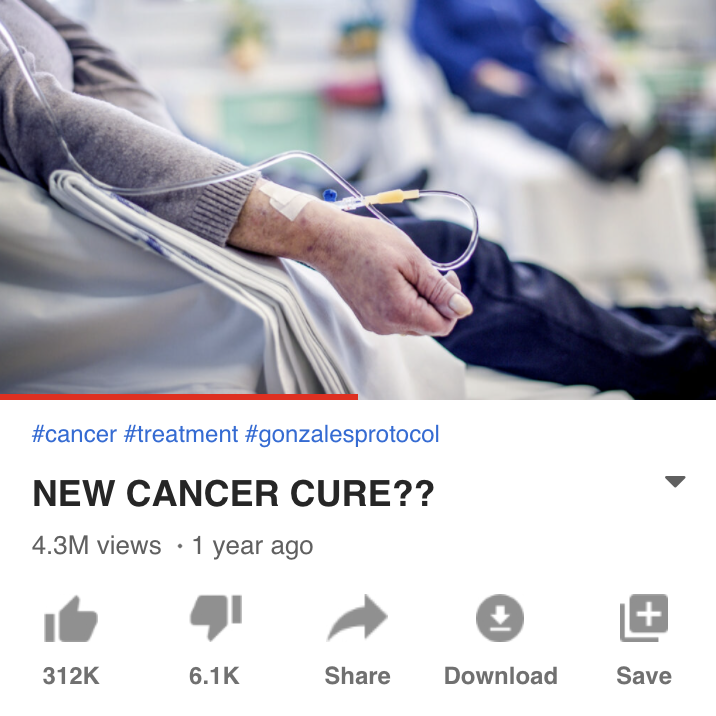 #cancer #treatment #gonzalesprotocol
NEW CANCER CURE??
4.3M views · 1 year ago
312K 6.1K Share Download Save